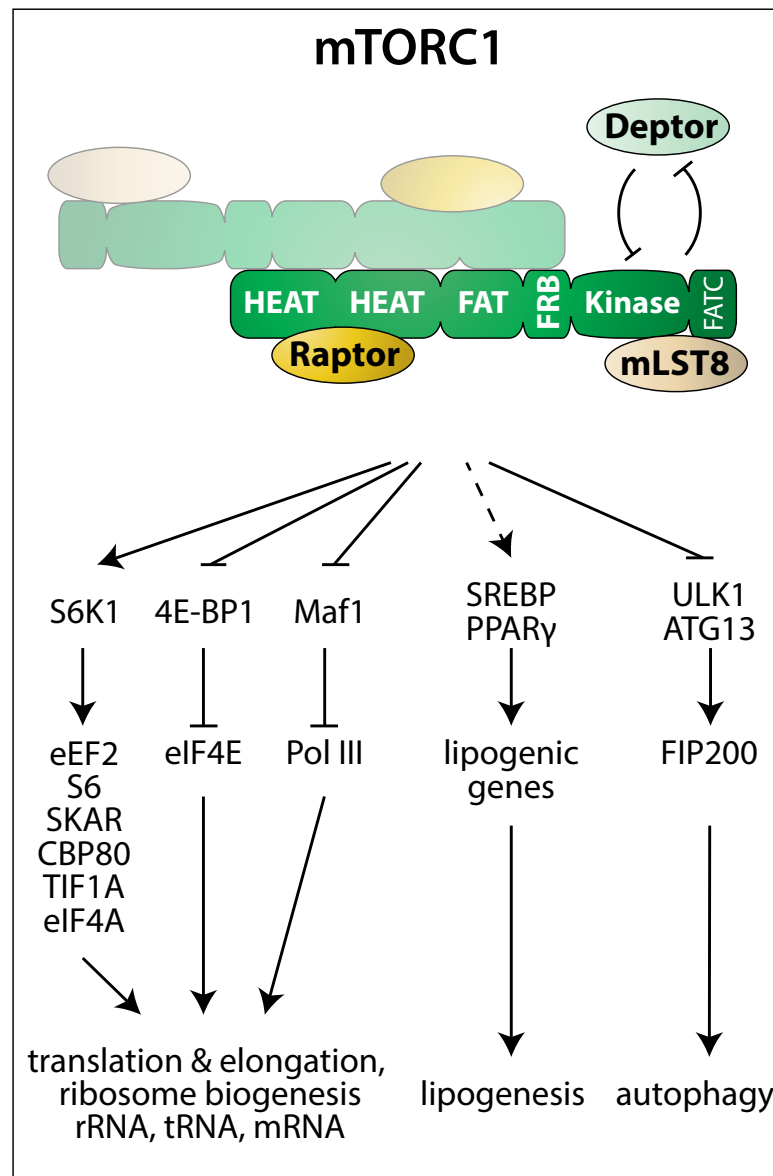 mTORC1
Deptor
HEAT HEAT FAT FRB Kinase FATC
Raptor
mLST8
S6K1
4E-BP1
Maf1
SREBP
PPARγ
ULK1
ATG13
eEF2
S6
SKAR
CBP80
TIF1A
eIF4A
eIF4E
Pol III
lipogenic
genes
FIP200
translation & elongation,
ribosome biogenesis
rRNA, tRNA, mRNA
lipogenesis
autophagy